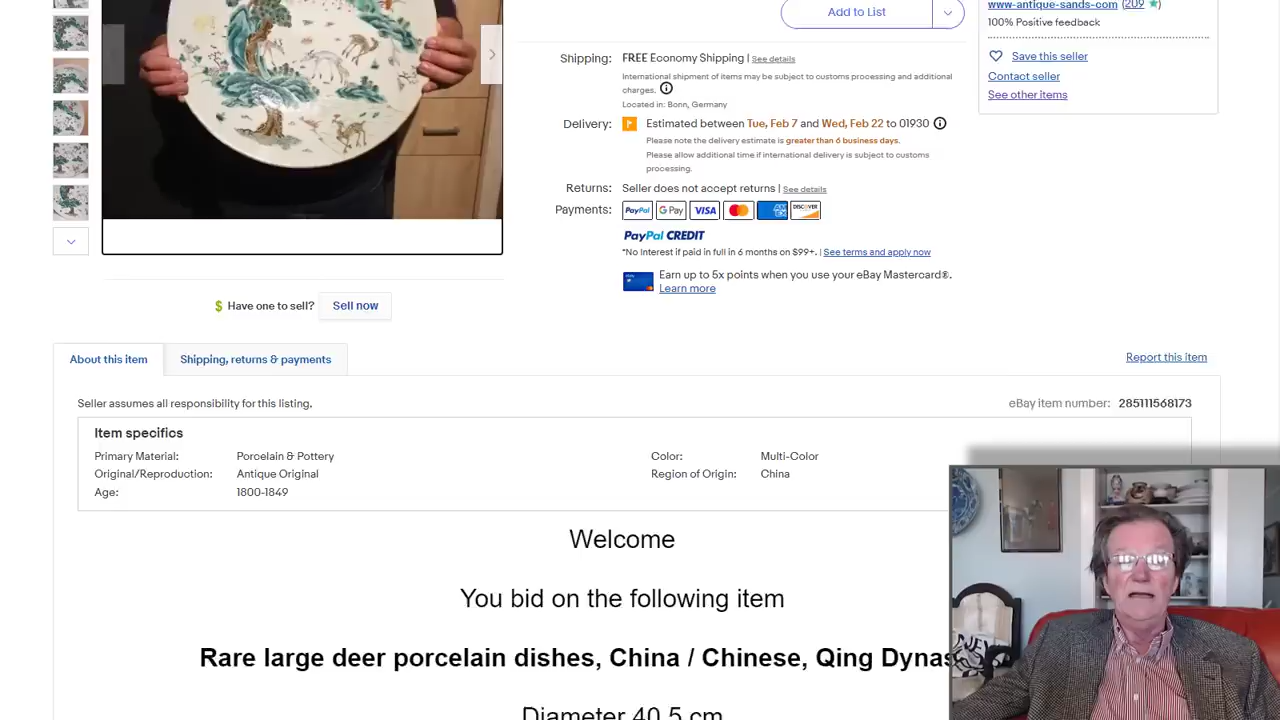 www-antique-sands-com (209 ★)
Add to List
100% Positive feedback
Shipping: FREE Economy Shipping | See details
International shipment of items may be subject to customs processing and additional
charges.
Located in: Bonn, Germany
Save this seller
Contact seller
See other items
Delivery: Estimated between Tue, Feb 7 and Wed, Feb 22 to 01930
Please note the delivery estimate is greater than 6 business days.
Please allow additional time if international delivery is subject to customs
processing.
Returns: Seller does not accept returns | See details
Payments: PayPal G Pay VISA DISCOVER
PayPal CREDIT
*No Interest if paid in full in 6 months on $99+. | See terms and apply now
Earn up to 5x points when you use your eBay Mastercard®.
Learn more
Have one to sell? Sell now
About this item
Shipping, returns & payments
Report this item
Seller assumes all responsibility for this listing.
eBay item number: 285111568173
Item specifics
Primary Material: Porcelain & Pottery
Color: Multi-Color
Original/Reproduction: Antique Original
Region of Origin: China
Age: 1800-1849
Welcome
You bid on the following item
Rare large deer porcelain dishes, China / Chinese, Qing Dynas
Diameter 40.5 cm